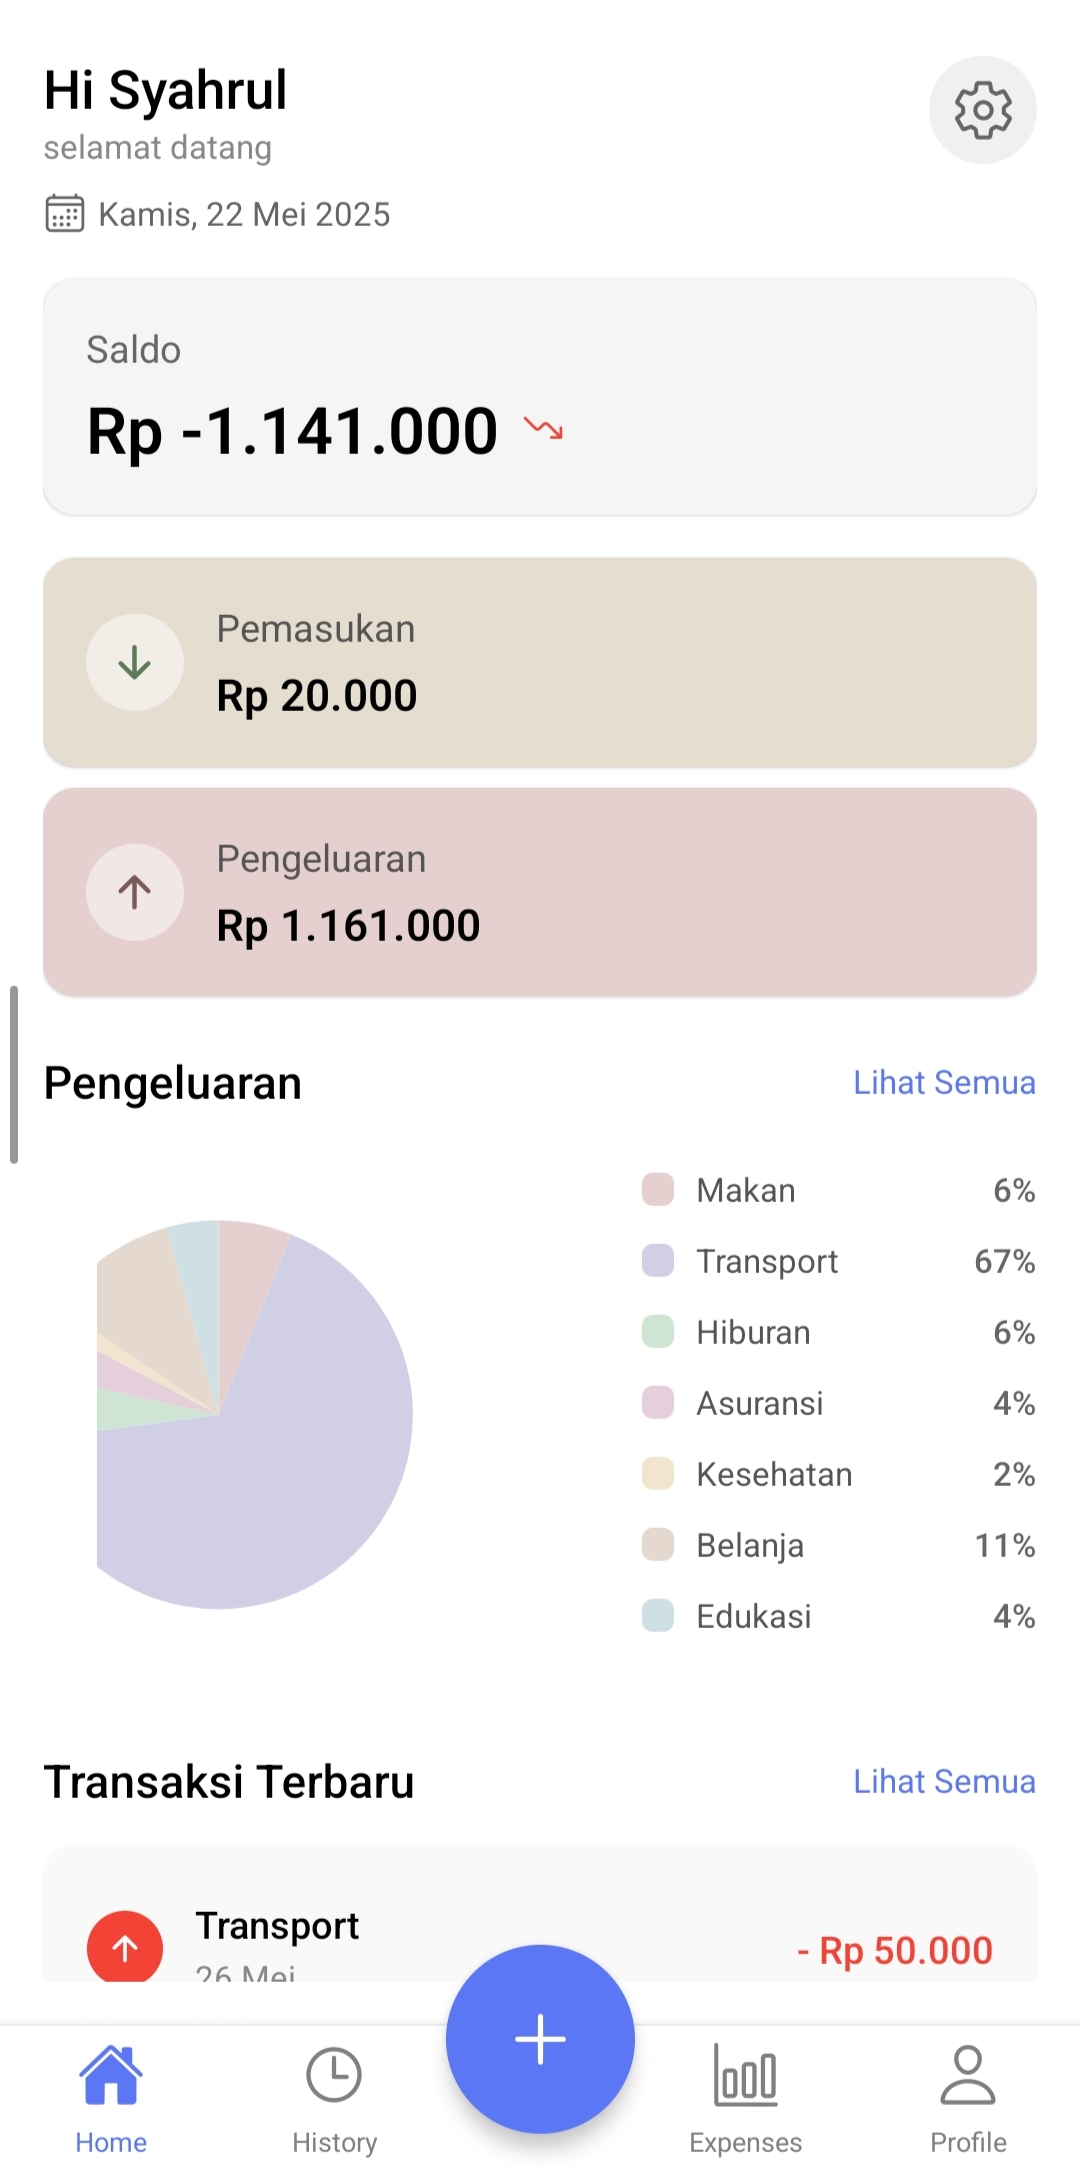 Hi Syahrul
selamat datang
Kamis, 22 Mei 2025
Saldo
Rp -1.141.000
Pemasukan
Rp 20.000
Pengeluaran
Rp 1.161.000
Pengeluaran Lihat Semua
Makan 6%
Transport 67%
Hiburan 6%
Asuransi 4%
Kesehatan 2%
Belanja 11%
Edukasi 4%
Transaksi Terbaru Lihat Semua
Transport
- Rp 50.000
26 Mei
Home History Expenses Profile